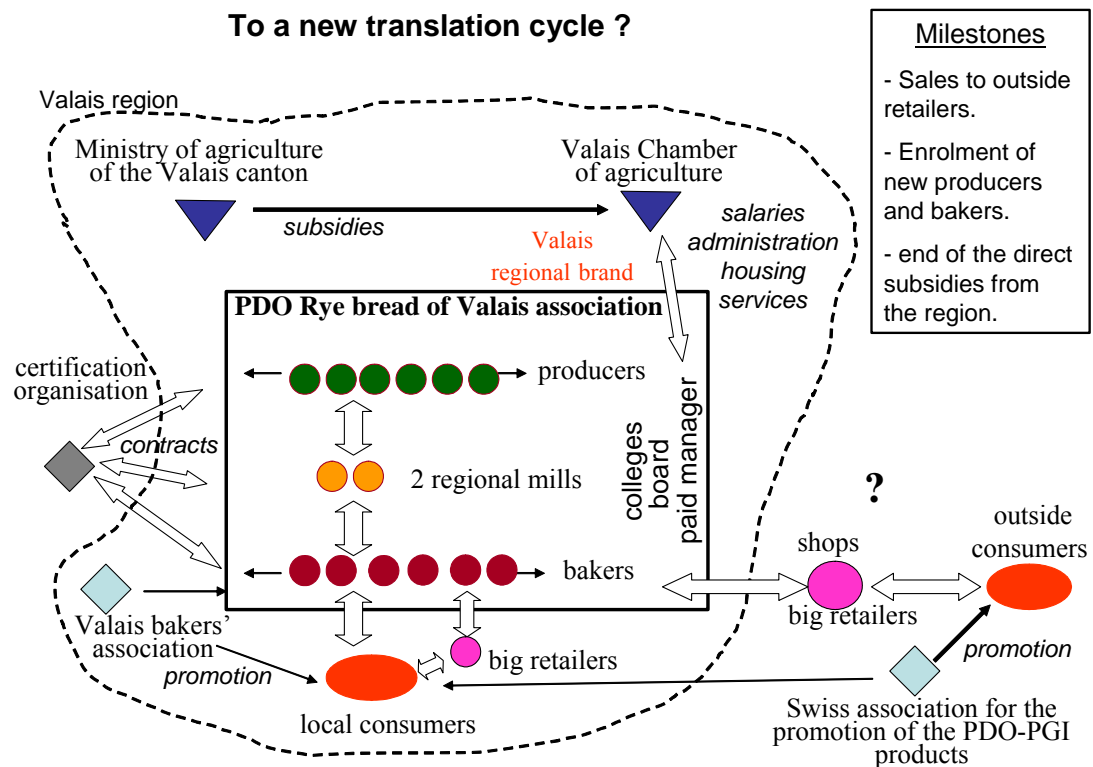 To a new translation cycle ?
Milestones
- Sales to outside
retailers.
- Enrolment of
new producers
and bakers.
- end of the direct
subsidies from
the region.
Valais region
Ministry of agriculture
of the Valais canton
Valais Chamber
of agriculture
subsidies
salaries
administration
housing
services
Valais
regional brand
PDO Rye bread of Valais association
certification
organisation
producers
contracts
2 regional mills
colleges
board
paid manager
?
bakers
shops
big retailers
outside
consumers
Valais bakers'
association
promotion
big retailers
local consumers
promotion
Swiss association for the
promotion of the PDO-PGI
products